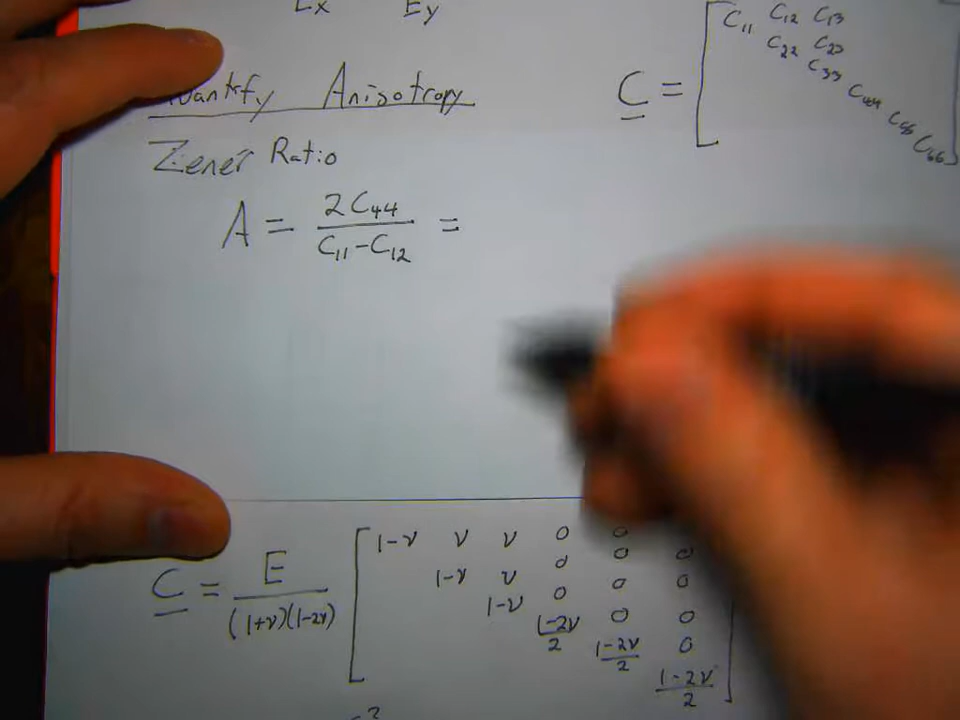 Ex Ey
Quantify Anisotropy
Zener Ratio
A = 2C44 / (C11 - C12) =
C = [ C11 C12 C13
C22 C23
C33
C44
C55
C66 ]
C = E / ((1+ν)(1-2ν)) [ 1-ν ν ν 0 0
1-ν ν 0 0 0
1-ν 0 0 0
(1-2ν)/2 0 0
(1-2ν)/2 0
(1-2ν)/2 ]